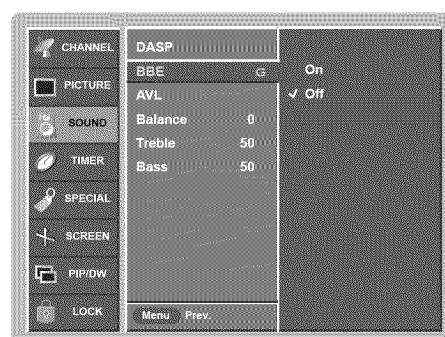 CHANNEL
PICTURE
SOUND
TIMER
SPECIAL
SCREEN
PIP/DW
LOCK
DASP
BBE G
AVL
Balance 0
Treble 50
Bass 50
Menu Prev.
On
✓ Off